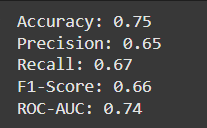 Accuracy: 0.75
Precision: 0.65
Recall: 0.67
F1-Score: 0.66
ROC-AUC: 0.74